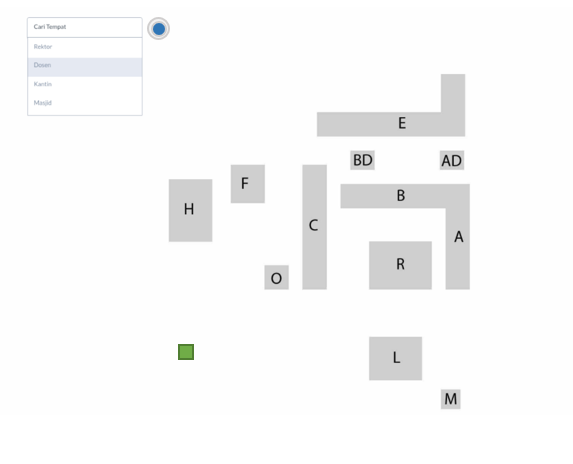 Cari Tempat
Rektor
Dosen
Kantin
Masjid
E
BD
AD
F
B
H
C
A
R
O
L
M